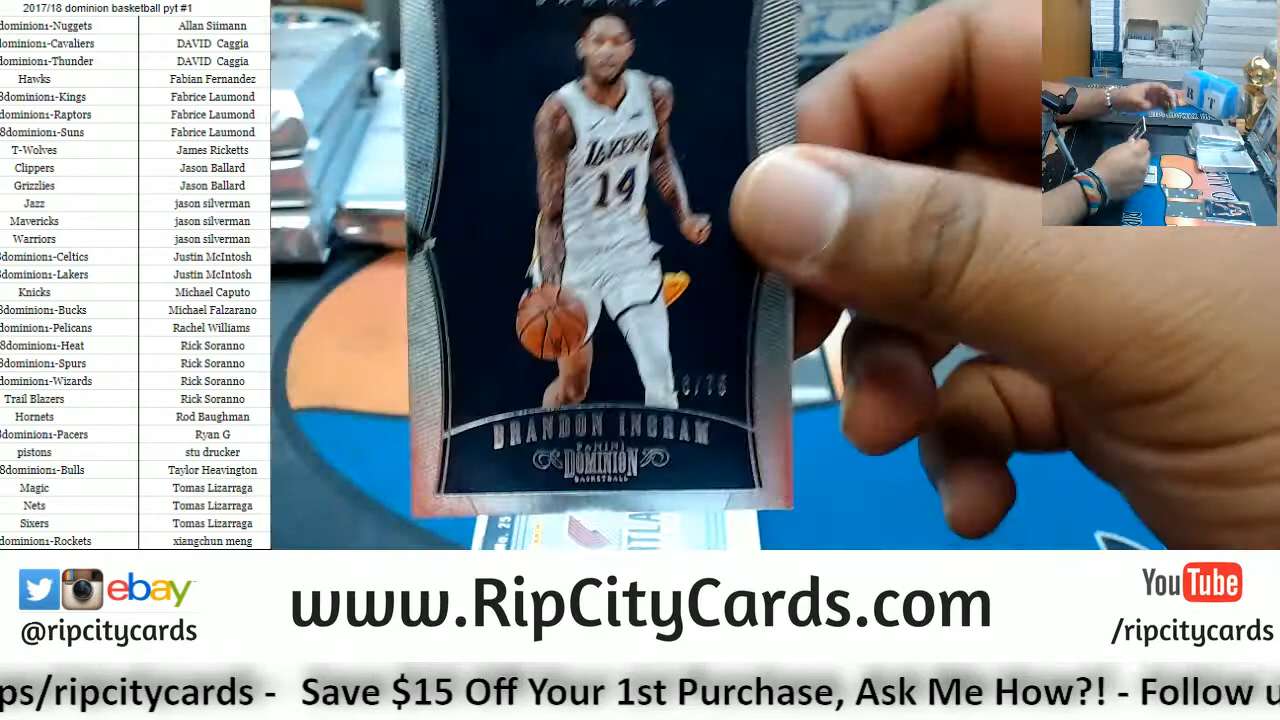 2017/18 dominion basketball pyt #1
dominion1-Nuggets Allan Siimann
dominion1-Cavaliers DAVID Caggia
dominion1-Thunder DAVID Caggia
Hawks Fabian Fernandez
8dominion1-Kings Fabrice Laumond
dominion1-Raptors Fabrice Laumond
8dominion1-Suns Fabrice Laumond
T-Wolves James Ricketts
Clippers Jason Ballard
Grizzlies Jason Ballard
Jazz jason silverman
Mavericks jason silverman
Warriors jason silverman
8dominion1-Celtics Justin McIntosh
8dominion1-Lakers Justin McIntosh
Knicks Michael Caputo
8dominion1-Bucks Michael Falzarano
dominion1-Pelicans Rachel Williams
8dominion1-Heat Rick Soranno
8dominion1-Spurs Rick Soranno
dominion1-Wizards Rick Soranno
Trail Blazers Rick Soranno
Hornets Rod Baughman
8dominion1-Pacers Ryan G
pistons stu drucker
8dominion1-Bulls Taylor Heavington
Magic Tomas Lizarraga
Nets Tomas Lizarraga
Sixers Tomas Lizarraga
dominion1-Rockets xiangchun meng
LAKERS
14
/75
BRANDON INGRAM
PANINI
DOMINION
BASKETBALL
No. 25
R T
ebay
@ripcitycards
www.RipCityCards.com
YouTube
/ripcitycards
ps/ripcitycards - Save $15 Off Your 1st Purchase, Ask Me How?! - Follow u